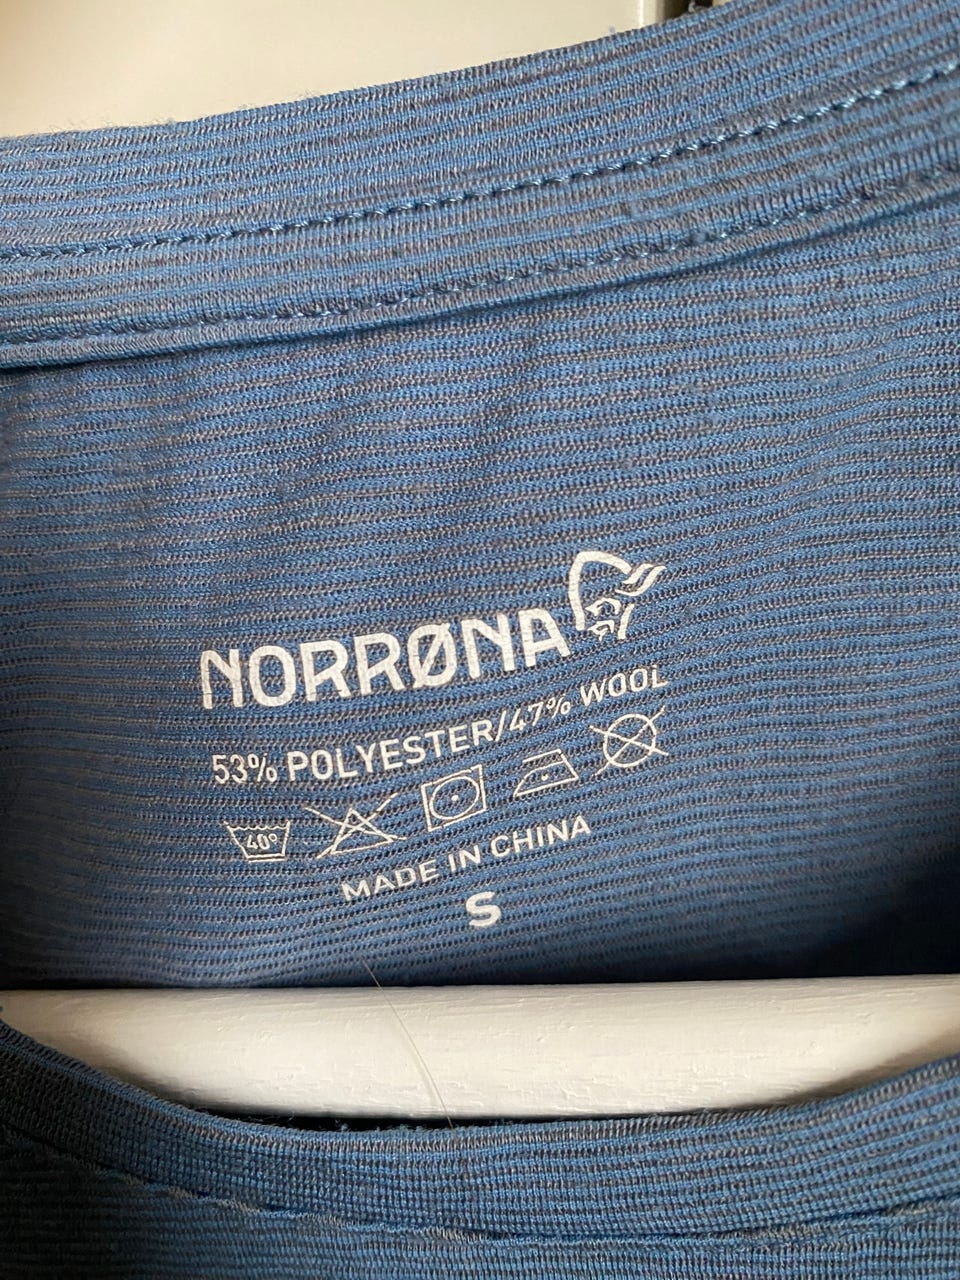 NORRØNA
53% POLYESTER/47% WOOL
40°
MADE IN CHINA
S